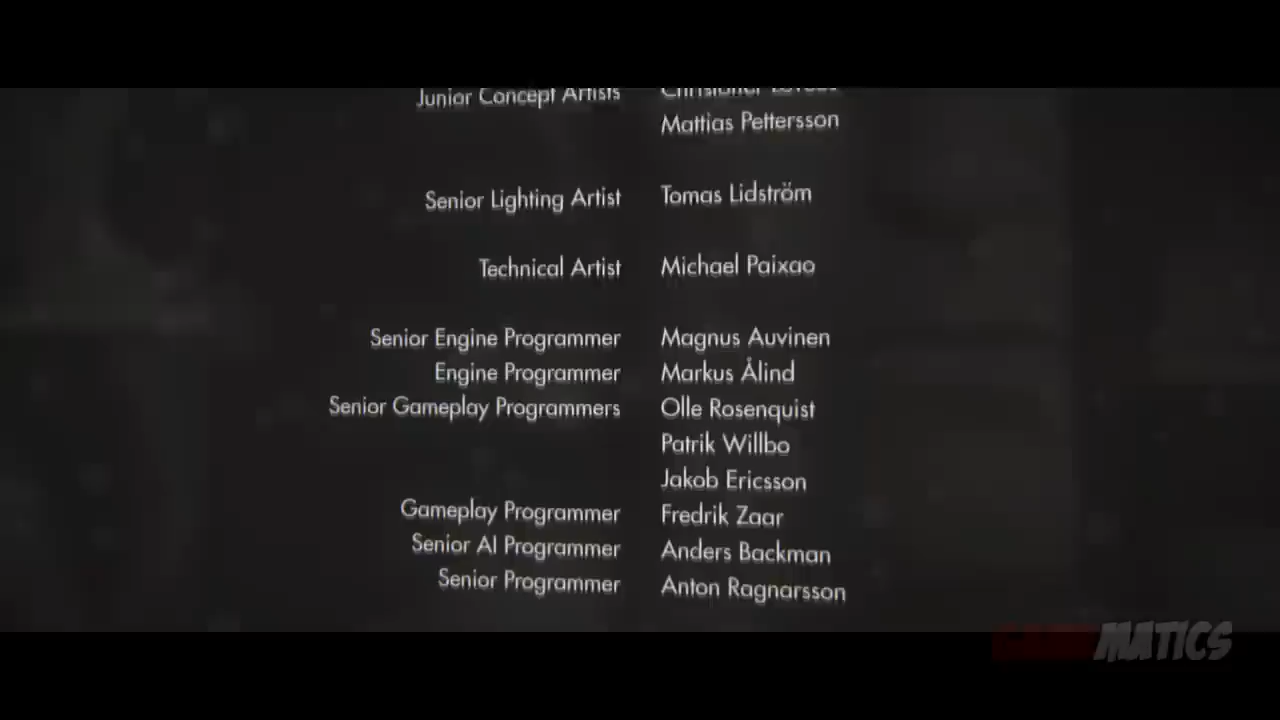 Junior Concept Artists Christoffer
Mattias Pettersson
Senior Lighting Artist Tomas Lidström
Technical Artist Michael Paixao
Senior Engine Programmer Magnus Auvinen
Engine Programmer Markus Ålind
Senior Gameplay Programmers Olle Rosenquist
Patrik Willbo
Jakob Ericsson
Gameplay Programmer Fredrik Zaar
Senior AI Programmer Anders Backman
Senior Programmer Anton Ragnarsson
GAMEMATICS